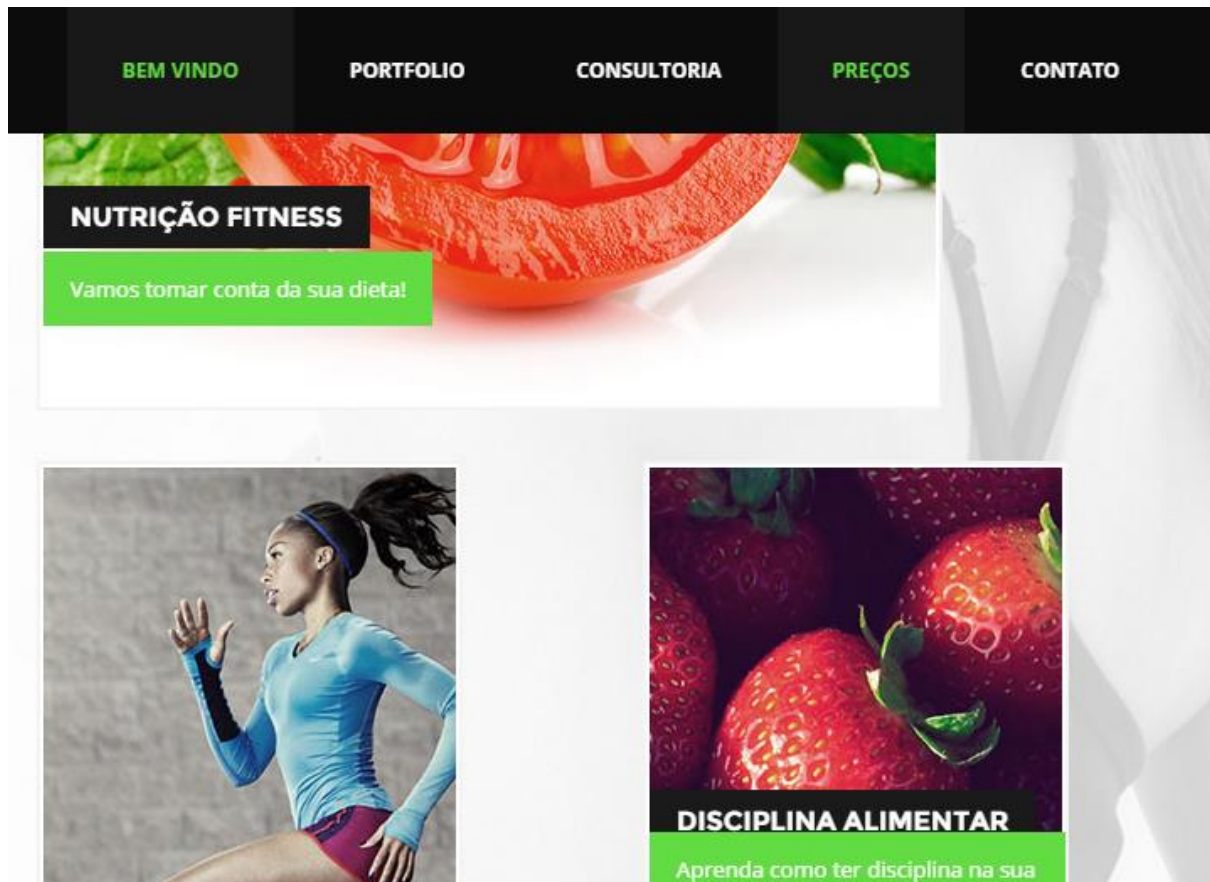 BEM VINDO PORTFOLIO CONSULTORIA PREÇOS CONTATO
NUTRIÇÃO FITNESS
Vamos tomar conta da sua dieta!
DISCIPLINA ALIMENTAR
Aprenda como ter disciplina na sua